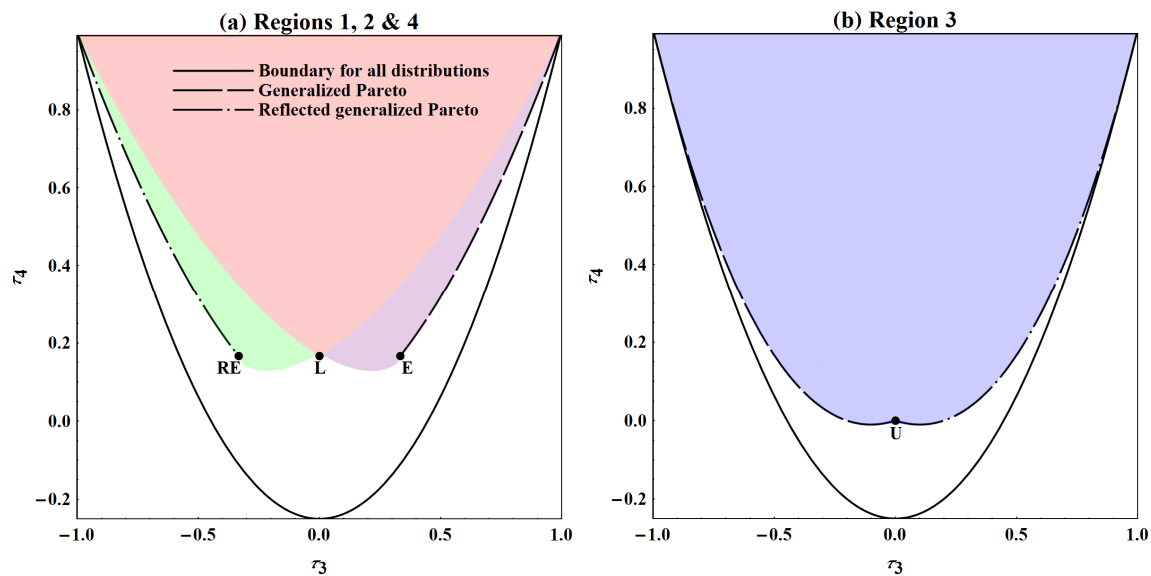 (a) Regions 1, 2 & 4
Boundary for all distributions
Generalized Pareto
Reflected generalized Pareto
0.8
0.6
0.4
0.2
0.0
−0.2
τ4
RE
L
E
−1.0
−0.5
0.0
0.5
1.0
τ3
(b) Region 3
0.8
0.6
0.4
0.2
0.0
−0.2
τ4
U
−1.0
−0.5
0.0
0.5
1.0
τ3